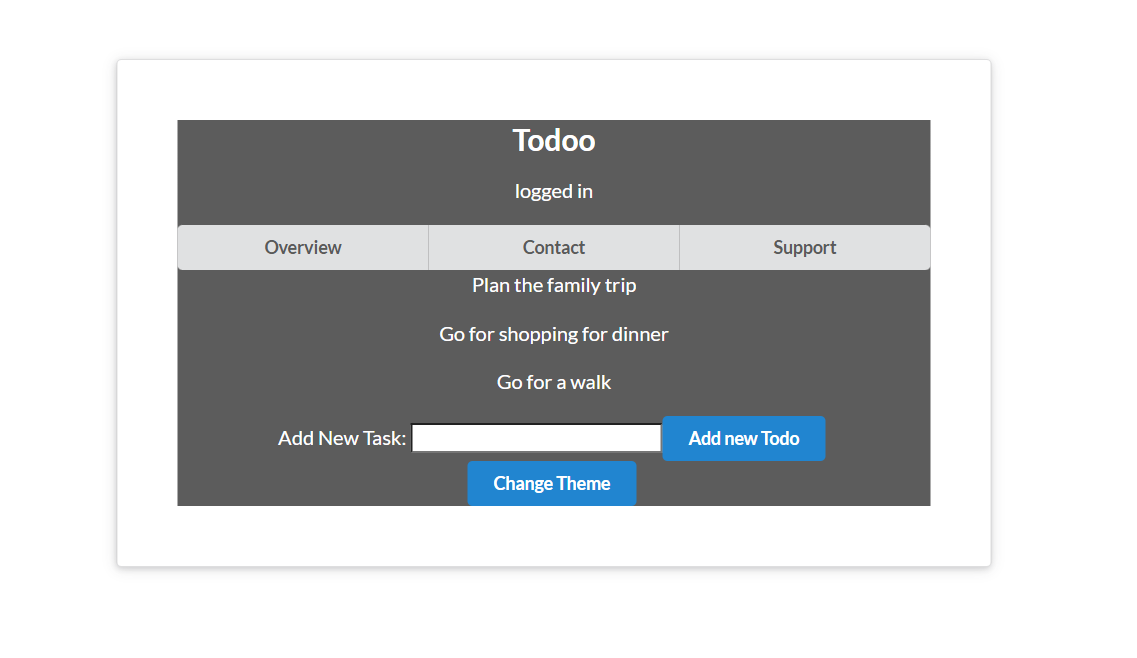 Todoo
logged in
Overview Contact Support
Plan the family trip
Go for shopping for dinner
Go for a walk
Add New Task: Add new Todo
Change Theme